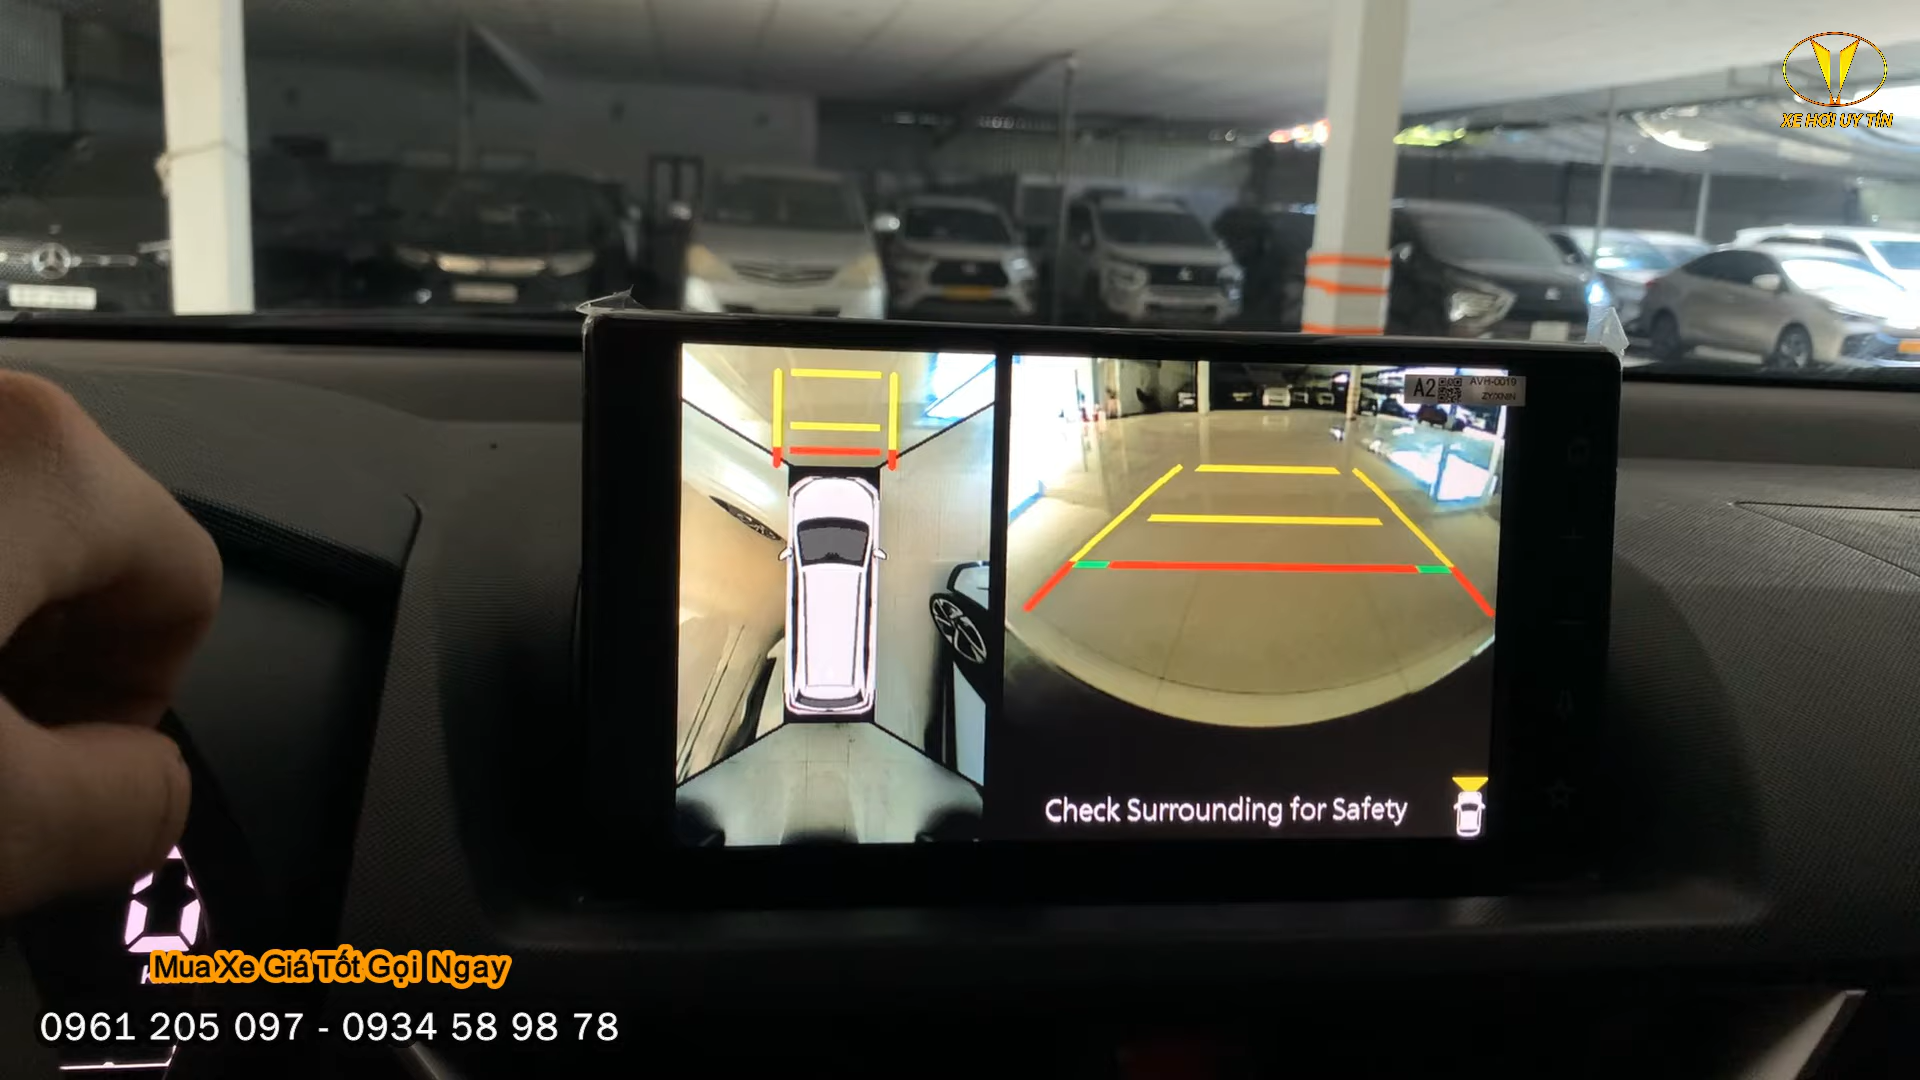 XE HƠI UY TÍN
A2 AVH-0019
Check Surrounding for Safety
0
Mua Xe Giá Tốt Gọi Ngay
0961 205 097 - 0934 58 98 78